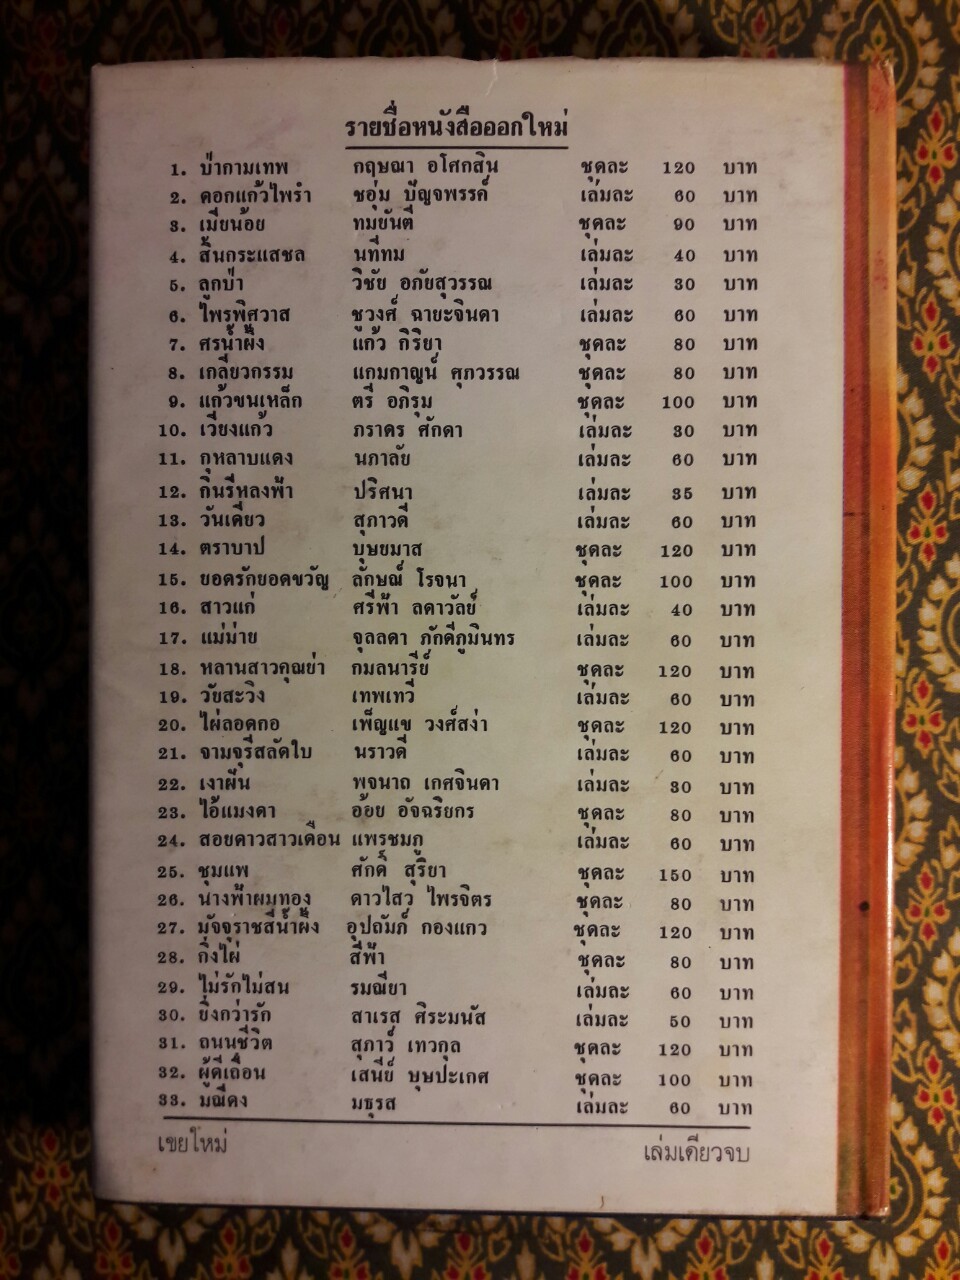 รายชื่อหนังสือออกใหม่
1. ป่ากามเทพ กฤษณา อโศกสิน ชุดละ 120 บาท
2. ดอกแก้วไพรำ ชอุ่ม ปัญจพรรค์ เล่มละ 60 บาท
3. เมียน้อย ทมยันตี ชุดละ 90 บาท
4. สิ้นกระแสชล นทีทม เล่มละ 40 บาท
5. ลูกป่า วิชัย อภัยสุวรรณ เล่มละ 30 บาท
6. ไพรพิศวาส ชูวงศ์ ฉายะจินดา เล่มละ 60 บาท
7. ศรน้ำผึ้ง แก้ว กิริยา ชุดละ 80 บาท
8. เกลียวกรรม แกมกาญน์ ศุภวรรณ ชุดละ 80 บาท
9. แก้วขนเหล็ก ตรี อภิรุม ชุดละ 100 บาท
10. เวียงแก้ว ภราดร ศักดา เล่มละ 30 บาท
11. กุหลาบแดง นภาลัย เล่มละ 60 บาท
12. กินรีหลงฟ้า ปริศนา เล่มละ 35 บาท
13. วันเดียว สุภาวดี เล่มละ 60 บาท
14. ตราบาป บุษยมาส ชุดละ 120 บาท
15. ยอดรักยอดขวัญ ลักษณ์ โรจนา ชุดละ 100 บาท
16. สาวแก่ ศรีฟ้า ลดาวัลย์ เล่มละ 40 บาท
17. แม่ม่าย จุลลดา ภักดีภูมินทร เล่มละ 60 บาท
18. หลานสาวคุณย่า กมลนารีย์ ชุดละ 120 บาท
19. วัยสะวิง เทพเทวี เล่มละ 60 บาท
20. ไผ่ลอดกอ เพ็ญแข วงศ์สง่า ชุดละ 120 บาท
21. จามจุรีสลัดใบ นราวดี เล่มละ 60 บาท
22. เงาฝัน พจนาถ เกศจินดา เล่มละ 30 บาท
23. ไอ้แมงดา อ้อย อัจฉริยกร ชุดละ 80 บาท
24. สอยดาวสาวเดือน แพรชมภู เล่มละ 60 บาท
25. ชุมแพ ศักดิ์ สุริยา ชุดละ 150 บาท
26. นางฟ้าผมทอง ดาวไสว ไพรจิตร ชุดละ 80 บาท
27. มัจจุราชสีน้ำผึ้ง อุปถัมภ์ กองแกว ชุดละ 120 บาท
28. กิ่งไผ่ สีฟ้า ชุดละ 80 บาท
29. ไม่รักไม่สน รมณียา เล่มละ 60 บาท
30. ยิ่งกว่ารัก สาเรส ศิระมนัส เล่มละ 50 บาท
31. ถนนชีวิต สุภาว์ เทวกุล ชุดละ 120 บาท
32. ผู้ดีเถื่อน เสนีย์ บุษปะเกศ ชุดละ 100 บาท
33. มณีดง มธุรส เล่มละ 60 บาท
เขยใหม่ เล่มเดียวจบ